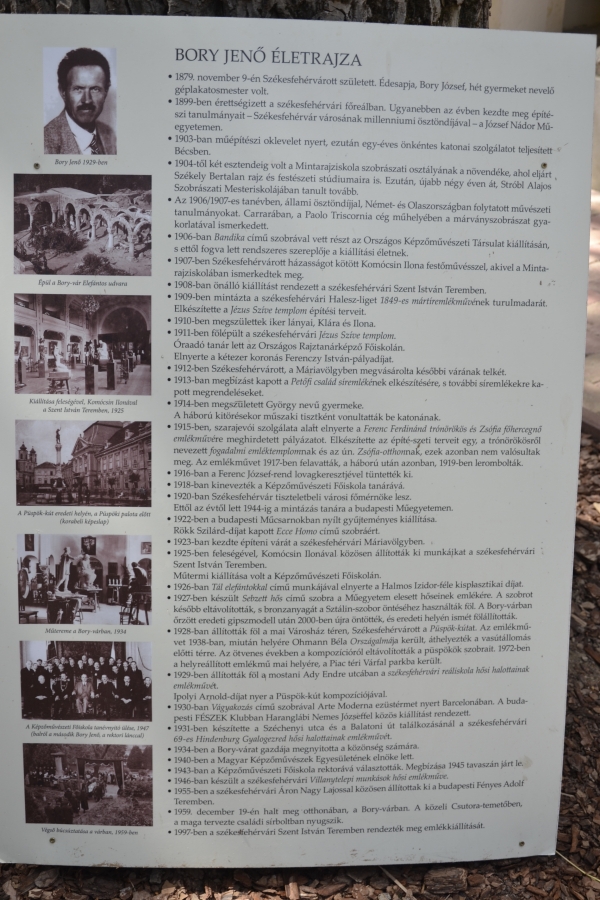 BORY JENŐ ÉLETRAJZA
• 1879. november 9-én Székesfehérvárott született. Édesapja, Bory József, hét gyermeket nevelő
géplakatosmester volt.
• 1899-ben érettségizett a székesfehérvári főreálban. Ugyanebben az évben kezdte meg építé-
szi tanulmányait – Székesfehérvár városának millenniumi ösztöndíjával – a József Nádor Mű-
egyetemen.
• 1903-ban műépítészi oklevelet nyert, ezután egy-éves önkéntes katonai szolgálatot teljesített
Bécsben.
• 1904-től két esztendeig volt a Mintarajziskola szobrászati osztályának a növendéke, ahol eljárt
Székely Bertalan rajz és festészeti stúdiumaira is. Ezután, újabb négy éven át, Stróbl Alajos
Szobrászati Mesteriskolájában tanult tovább.
• Az 1906/1907-es tanévben, állami ösztöndíjjal, Német- és Olaszországban folytatott művészeti
tanulmányokat. Carrarában, a Paolo Triscornia cég műhelyében a márványszobrászat gya-
korlatával ismerkedett.
• 1906-ban Bandika című szobrával vett részt az Országos Képzőművészeti Társulat kiállításán,
s ettől fogva lett rendszeres szereplője a kiállítási életnek.
• 1907-ben Székesfehérvárott házasságot kötött Komócsin Ilona festőművésszel, akivel a Minta-
rajziskolában ismerkedtek meg.
• 1908-ban önálló kiállítást rendezett a székesfehérvári Szent István Teremben.
• 1909-ben mintázta a székesfehérvári Halesz-liget 1849-es mártíremlékművének turulmadarát.
Elkészítette a Jézus Szíve templom építési terveit.
• 1910-ben megszülettek iker lányai, Klára és Ilona.
• 1911-ben fölépült a székesfehérvári Jézus Szíve templom.
Óraadó tanár lett az Országos Rajztanárképző Főiskolán.
Elnyerte a kétezer koronás Ferenczy István-pályadíjat.
• 1912-ben Székesfehérvárott, a Máriavölgyben megvásárolta későbbi várának telkét.
• 1913-ban megbízást kapott a Petőfi család síremlékének elkészítésére, s további síremlékekre ka-
pott megrendeléseket.
• 1914-ben megszületett György nevű gyermeke.
A háború kitörésekor műszaki tisztként vonultatták be katonának.
• 1915-ben, szarajevói szolgálata alatt elnyerte a Ferenc Ferdinánd trónörökös és Zsófia főhercegnő
emlékművére meghirdetett pályázatot. Elkészítette az építé-szeti terveit egy, a trónörökösről
nevezett fogadalmi emléktemplomnak és az ún. Zsófia-otthonnak, ezek azonban nem valósultak
meg. Az emlékművet 1917-ben felavatták, a háború után azonban, 1919-ben lerombolták.
• 1916-ban a Ferenc József-rend lovagkeresztjével tüntették ki.
• 1918-ban kinevezték a Képzőművészeti Főiskola tanárává.
• 1920-ban Székesfehérvár tiszteletbeli városi főmérnöke lesz.
Ettől az évtől lett 1944-ig a mintázás tanára a budapesti Műegyetemen.
• 1922-ben a budapesti Műcsarnokban nyílt gyűjteményes kiállítása.
Rökk Szilárd-díjat kapott Ecce Homo című szobráért.
• 1923-ban kezdte építeni várát a székesfehérvári Máriavölgyben.
• 1925-ben feleségével, Komócsin Ilonával közösen állították ki munkájkat a székesfehérvári
Szent István Teremben.
Műtermi kiállítása volt a Képzőművészeti Főiskolán.
• 1926-ban Tál elefántokkal című munkájával elnyerte a Halmos Izidor-féle kisplasztikai díjat.
• 1927-ben készült Sebzett hős című szobra a Műegyetem elesett hőseinek emlékére. A szobrot
később eltávolították, s bronzanyagát a Sztálin-szobor öntéséhez használták föl. A Bory-várban
őrzött eredeti gipszmodell után 2000-ben újra öntötték, és eredeti helyén ismét fölállították.
• 1928-ban állították föl a mai Városház téren, Székesfehérvárott a Püspök-kútat. Az emlékmű-
vet 1938-ban, miután helyére Ohmann Béla Országalmája került, áthelyezték a vasútállomás
előtti térre. Az ötvenes években a kompozícióról eltávolították a püspökök szobrait. 1972-ben
a helyreállított emlékmű mai helyére, a Piac téri Várfal parkba került.
• 1929-ben állították föl a mostani Ady Endre utcában a székesfehérvári reáliskola hősi halottainak
emlékművét.
Ipolyi Arnold-díjat nyer a Püspök-kút kompozíciójával.
• 1930-ban Vágyakozás című szobrával Arte Moderna ezüstérmet nyert Barcelonában. A buda-
pesti FÉSZEK Klubban Haranglábi Nemes Józseffel közös kiállítást rendezett.
• 1931-ben készítette a Széchenyi utca és a Balatoni út találkozásánál a székesfehérvári
69-es Hindenburg Gyalogezred hősi halottainak emlékművét.
• 1934-ben a Bory-várat gazdája megnyitotta a közönség számára.
• 1940-ben a Magyar Képzőművészek Egyesületének elnöke lett.
• 1943-ban a Képzőművészeti Főiskola rektorává választották. Megbízása 1945 tavaszán járt le.
• 1946-ban készült a székesfehérvári Villanytelepi munkások hősi emlékműve.
• 1955-ben a székesfehérvári Áron Nagy Lajossal közösen állítottak ki a budapesti Fényes Adolf
Teremben.
• 1959. december 19-én halt meg otthonában, a Bory-várban. A közeli Csutora-temetőben,
a maga tervezte családi sírboltban nyugszik.
• 1997-ben a székesfehérvári Szent István Teremben rendezték meg emlékkiállítását.
Bory Jenő 1929-ben
Épül a Bory-vár Elefántos udvara
Kiállítása feleségével, Komócsin Ilonával
a Szent István Teremben, 1925
A Püspök-kút eredeti helyén, a Püspöki palota előtt
(korabeli képeslap)
Műterme a Bory-várban, 1934
A Képzőművészeti Főiskola tanévnyitó ülése, 1947
(balról a második Bory Jenő, a rektori lánccal)
Végső búcsúztatása a várban, 1959-ben